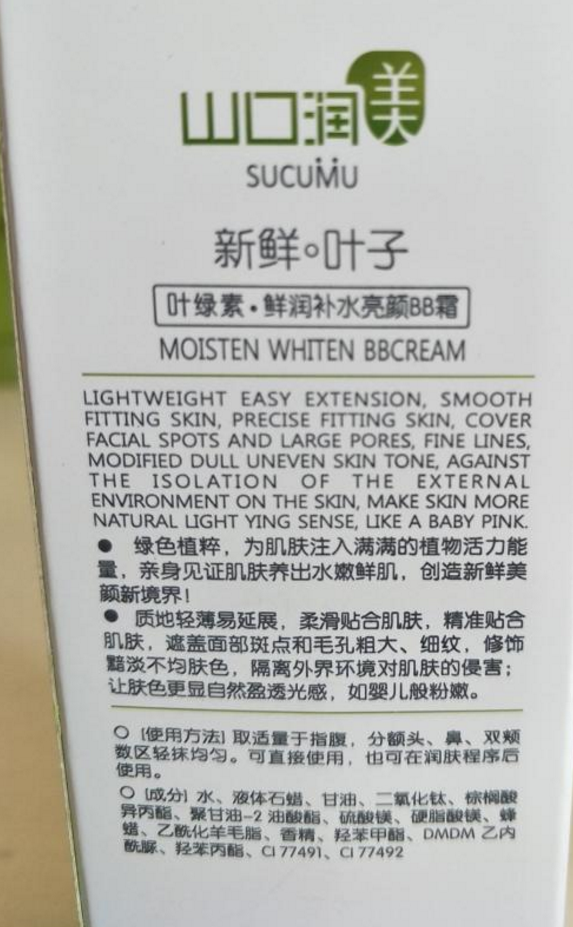 山口润美
SUCUMU
新鲜。叶子
叶绿素·鲜润补水亮颜BB霜
MOISTEN WHITEN BBCREAM
LIGHTWEIGHT EASY EXTENSION, SMOOTH
FITTING SKIN, PRECISE FITTING SKIN, COVER
FACIAL SPOTS AND LARGE PORES, FINE LINES,
MODIFIED DULL UNEVEN SKIN TONE, AGAINST
THE ISOLATION OF THE EXTERNAL
ENVIRONMENT ON THE SKIN, MAKE SKIN MORE
NATURAL LIGHT YING SENSE, LIKE A BABY PINK.
● 绿色植粹，为肌肤注入满满的植物活力能
量，亲身见证肌肤养出水嫩鲜肌，创造新鲜美
颜新境界！
● 质地轻薄易延展，柔滑贴合肌肤，精准贴合
肌肤，遮盖面部斑点和毛孔粗大、细纹，修饰
黯淡不均肤色，隔离外界环境对肌肤的侵害；
让肤色更显自然盈透光感，如婴儿般粉嫩。
○ [使用方法] 取适量于指腹，分额头、鼻、双颊
数区轻抹均匀。可直接使用，也可在润肤程序后
使用。
○ [成分] 水、液体石蜡、甘油、二氧化钛、棕榈酸
异丙酯、聚甘油-2 油酸酯、硫酸镁、硬脂酸镁、蜂
蜡、乙酰化羊毛脂、香精、羟苯甲酯、DMDM 乙内
酰脲、羟苯丙酯、CI 77491、CI 77492